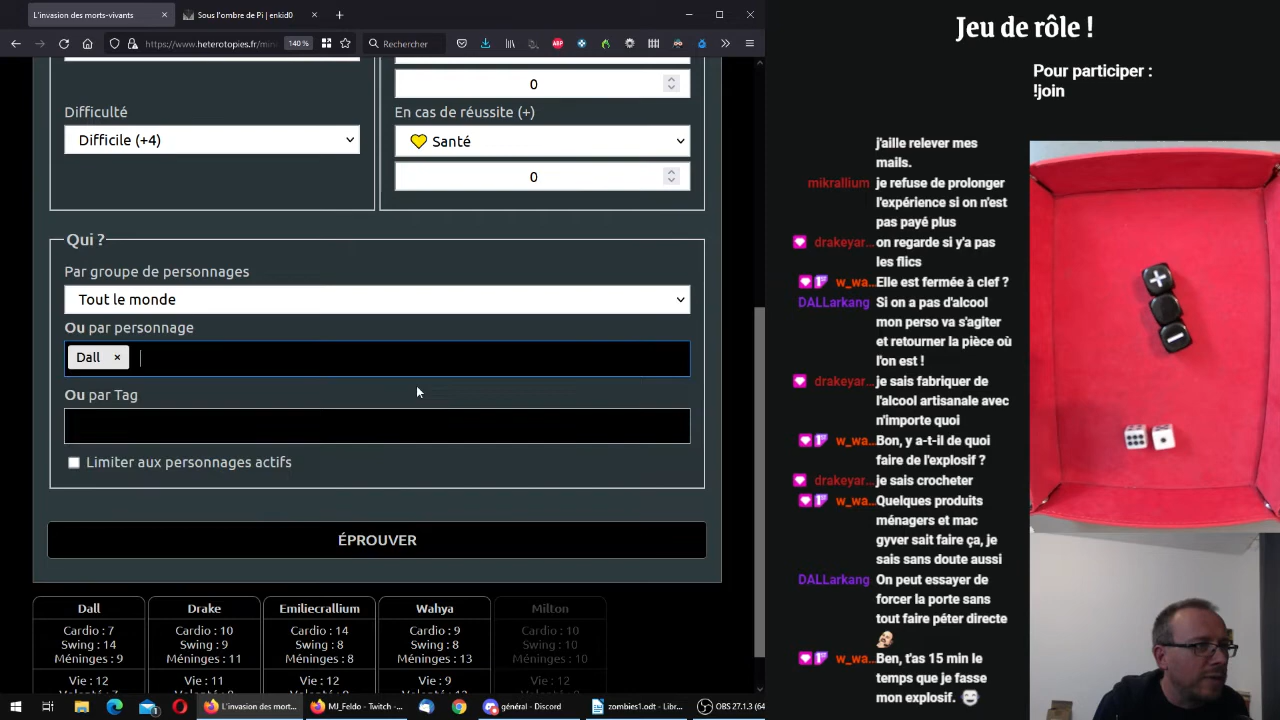 L'invasion des morts-vivants
Sous l'ombre de Pi | enkid0
https://www.heterotopies.fr/mine
140 %
Rechercher
ABP
0
Difficulté
Difficile (+4)
En cas de réussite (+)
💛 Santé
0
Qui ?
Par groupe de personnages
Tout le monde
Ou par personnage
Dall ×
Ou par Tag
Limiter aux personnages actifs
ÉPROUVER
Dall Drake Emiliecrallium Wahya Milton
Cardio : 7 Cardio : 10 Cardio : 14 Cardio : 9 Cardio : 10
Swing : 14 Swing : 9 Swing : 8 Swing : 8 Swing : 10
Méninges : 9 Méninges : 11 Méninges : 8 Méninges : 13 Méninges : 10
Vie : 12 Vie : 11 Vie : 12 Vie : 12 Vie : 12
L'invasion des mort...
MJ_Feldo - Twitch -...
général - Discord
zombies1.odt - Libr...
OBS 27.1.3 (64
Jeu de rôle !
Pour participer :
!join
j'aille relever mes
mails.
mikrallium je refuse de prolonger
l'expérience si on n'est
pas payé plus
drakeyar... on regarde si y'a pas
les flics
w_wa... Elle est fermée à clef ?
DALLarkang Si on a pas d'alcool
mon perso va s'agiter
et retourner la pièce où
l'on est !
drakeyar... je sais fabriquer de
l'alcool artisanale avec
n'importe quoi
w_wa... Bon, y a-t-il de quoi
faire de l'explosif ?
drakeyar... je sais crocheter
w_wa... Quelques produits
ménagers et mac
gyver sait faire ça, je
sais sans doute aussi
DALLarkang On peut essayer de
forcer la porte sans
tout faire péter directe
w_wa... Ben, t'as 15 min le
temps que je fasse
mon explosif.